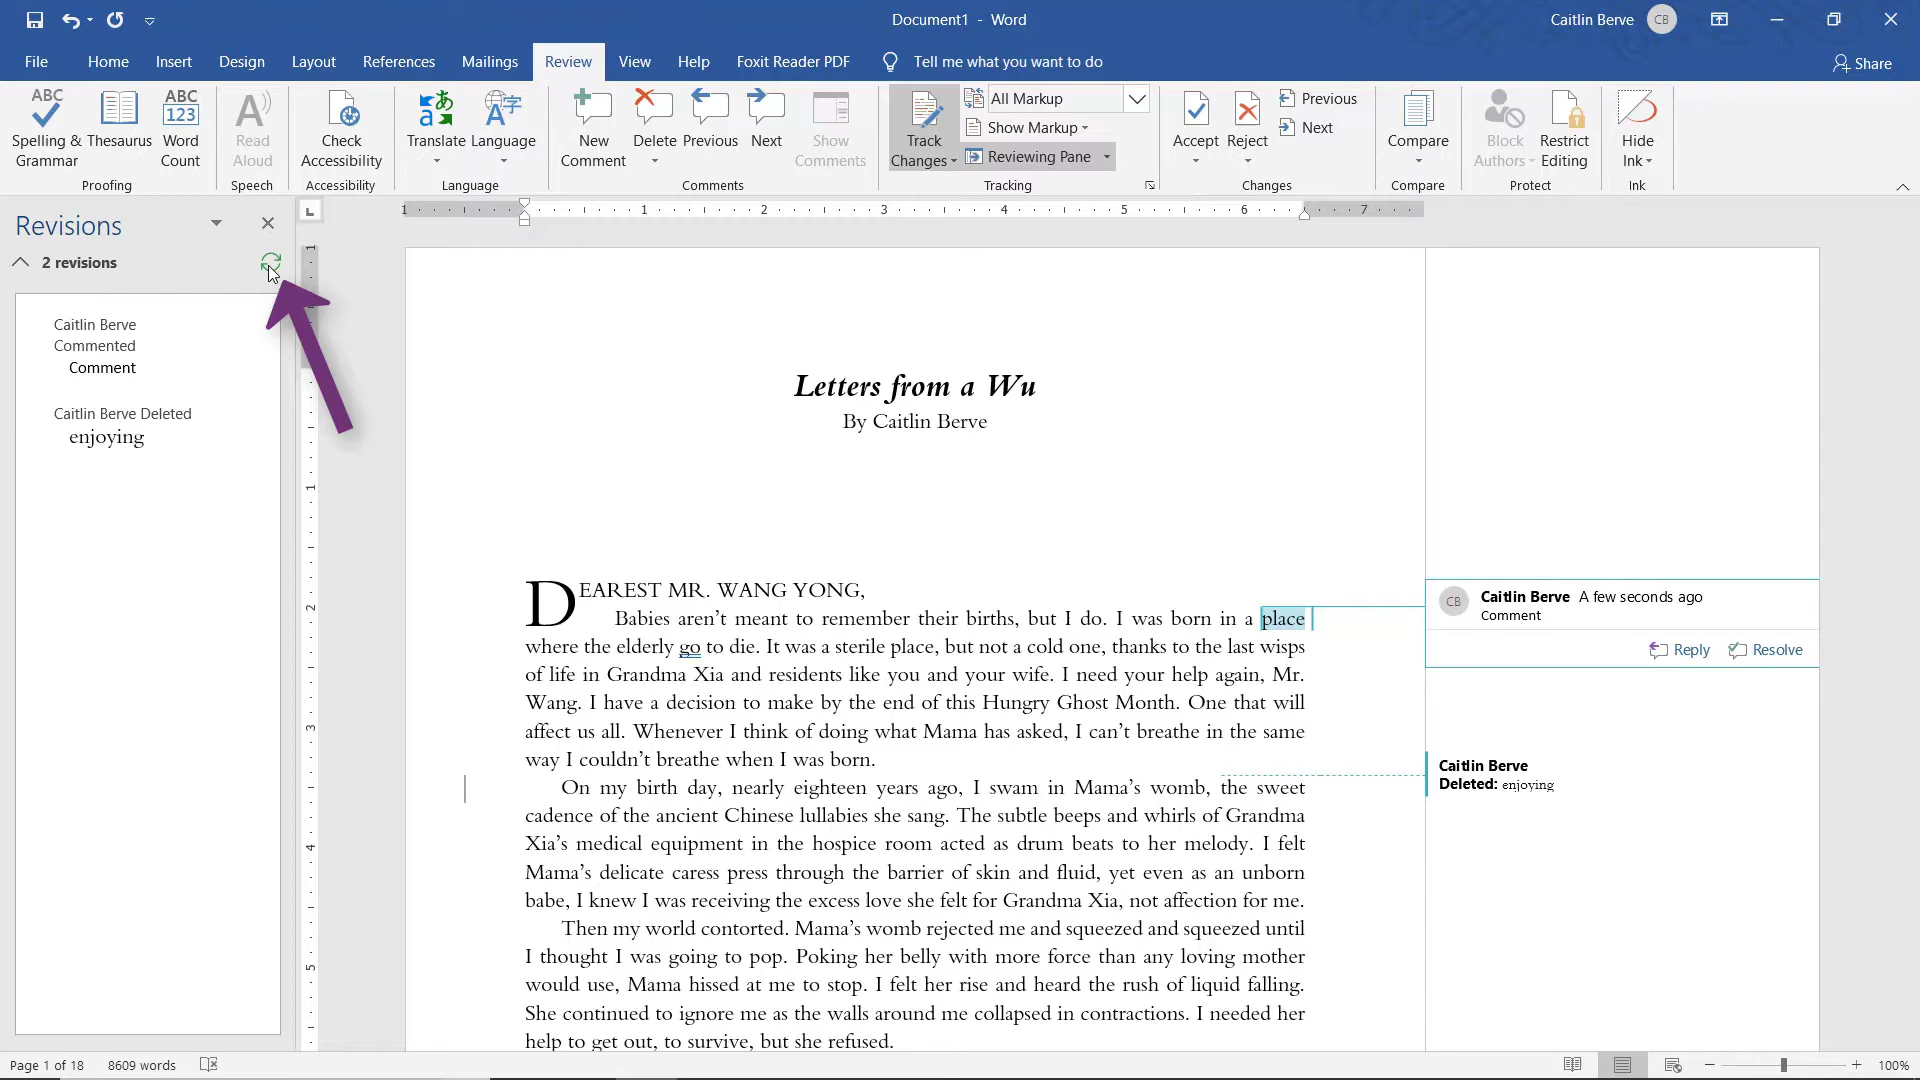 Document1 - Word
Caitlin Berve CB
File Home Insert Design Layout References Mailings Review View Help Foxit Reader PDF Tell me what you want to do Share
ABC Spelling & Grammar
Thesaurus
ABC 123 Word Count
Proofing
Read Aloud
Speech
Check Accessibility
Accessibility
Translate
Language
Language
New Comment
Delete
Previous
Next
Show Comments
Comments
Track Changes
All Markup
Show Markup
Reviewing Pane
Tracking
Accept
Reject
Previous
Next
Changes
Compare
Compare
Block Authors
Restrict Editing
Protect
Hide Ink
Ink
Revisions
2 revisions
Caitlin Berve
Commented
Comment
Caitlin Berve Deleted
enjoying
1 1 2 3 4 5 6 7
1
1
2
3
4
5
Letters from a Wu
By Caitlin Berve
DEAREST MR. WANG YONG,
Babies aren’t meant to remember their births, but I do. I was born in a place
where the elderly go to die. It was a sterile place, but not a cold one, thanks to the last wisps
of life in Grandma Xia and residents like you and your wife. I need your help again, Mr.
Wang. I have a decision to make by the end of this Hungry Ghost Month. One that will
affect us all. Whenever I think of doing what Mama has asked, I can’t breathe in the same
way I couldn’t breathe when I was born.
On my birth day, nearly eighteen years ago, I swam in Mama’s womb, the sweet
cadence of the ancient Chinese lullabies she sang. The subtle beeps and whirls of Grandma
Xia’s medical equipment in the hospice room acted as drum beats to her melody. I felt
Mama’s delicate caress press through the barrier of skin and fluid, yet even as an unborn
babe, I knew I was receiving the excess love she felt for Grandma Xia, not affection for me.
Then my world contorted. Mama’s womb rejected me and squeezed and squeezed until
I thought I was going to pop. Poking her belly with more force than any loving mother
would use, Mama hissed at me to stop. I felt her rise and heard the rush of liquid falling.
She continued to ignore me as the walls around me collapsed in contractions. I needed her
help to get out, to survive, but she refused.
CB Caitlin Berve A few seconds ago
Comment
Reply Resolve
Caitlin Berve
Deleted: enjoying
Page 1 of 18 8609 words 100%